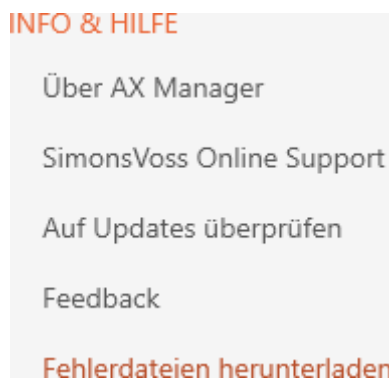 INFO & HILFE
Über AX Manager
SimonsVoss Online Support
Auf Updates überprüfen
Feedback
Fehlerdateien herunterladen